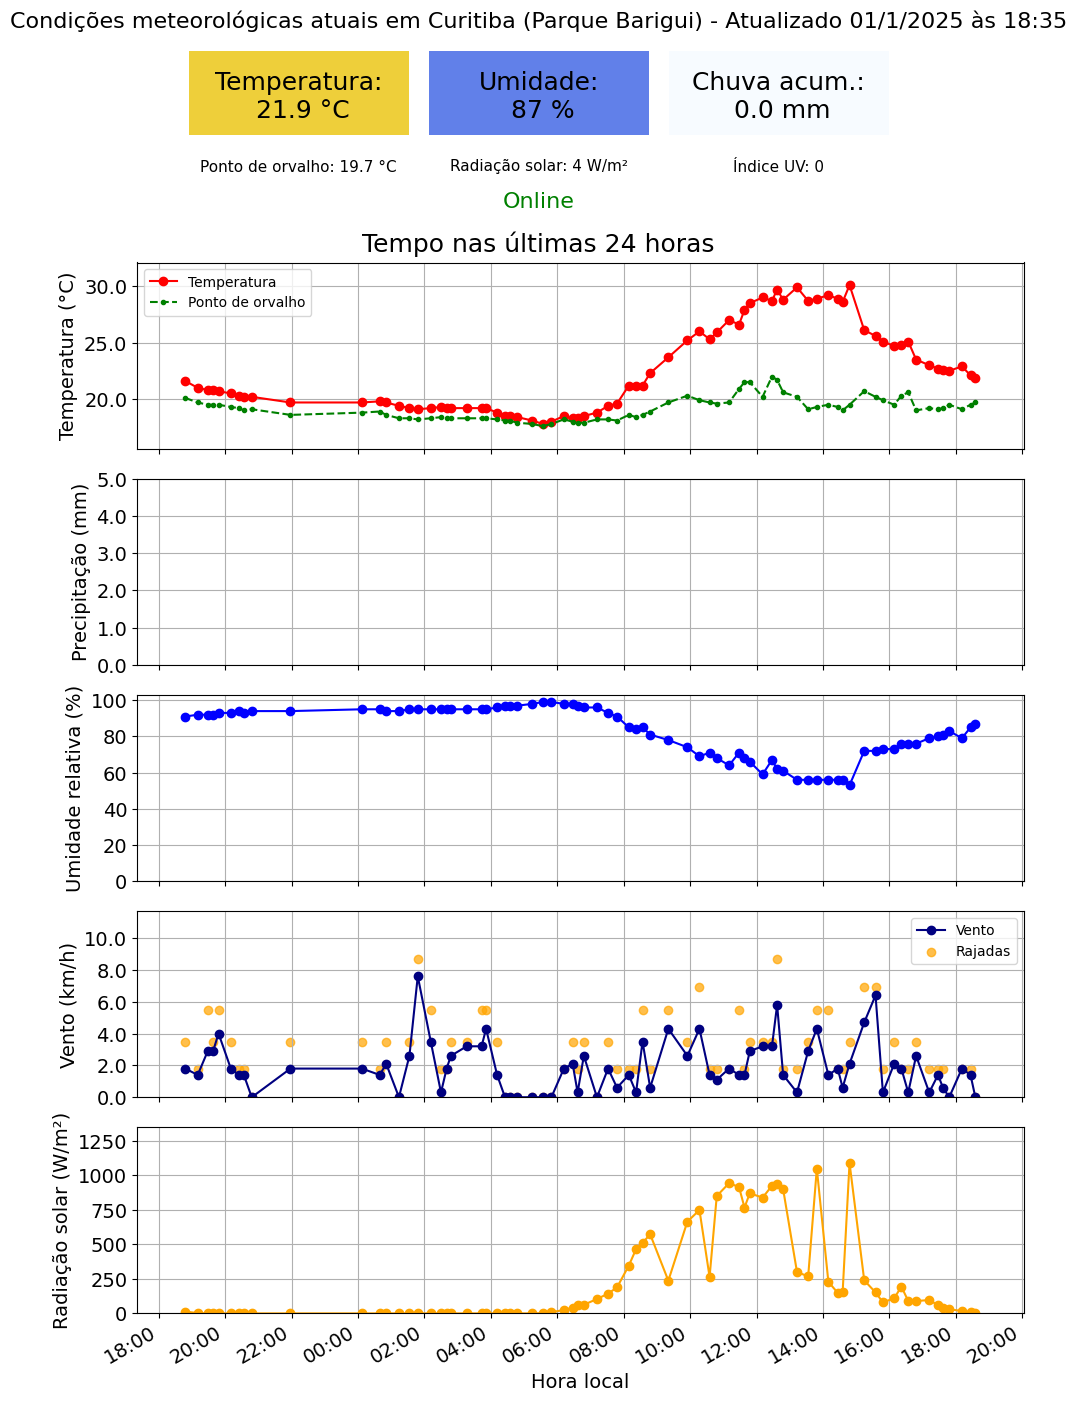 Condições meteorológicas atuais em Curitiba (Parque Barigui) - Atualizado 01/1/2025 às 18:35
Temperatura:
21.9 °C
Umidade:
87 %
Chuva acum.:
0.0 mm
Ponto de orvalho: 19.7 °C
Radiação solar: 4 W/m²
Índice UV: 0
Online
Tempo nas últimas 24 horas
Temperatura (°C)
30.0
25.0
20.0
Temperatura
Ponto de orvalho
Precipitação (mm)
5.0
4.0
3.0
2.0
1.0
0.0
Umidade relativa (%)
100
80
60
40
20
0
Vento (km/h)
10.0
8.0
6.0
4.0
2.0
0.0
Vento
Rajadas
Radiação solar (W/m²)
1250
1000
750
500
250
0
18:00
20:00
22:00
00:00
02:00
04:00
06:00
08:00
10:00
12:00
14:00
16:00
18:00
20:00
Hora local